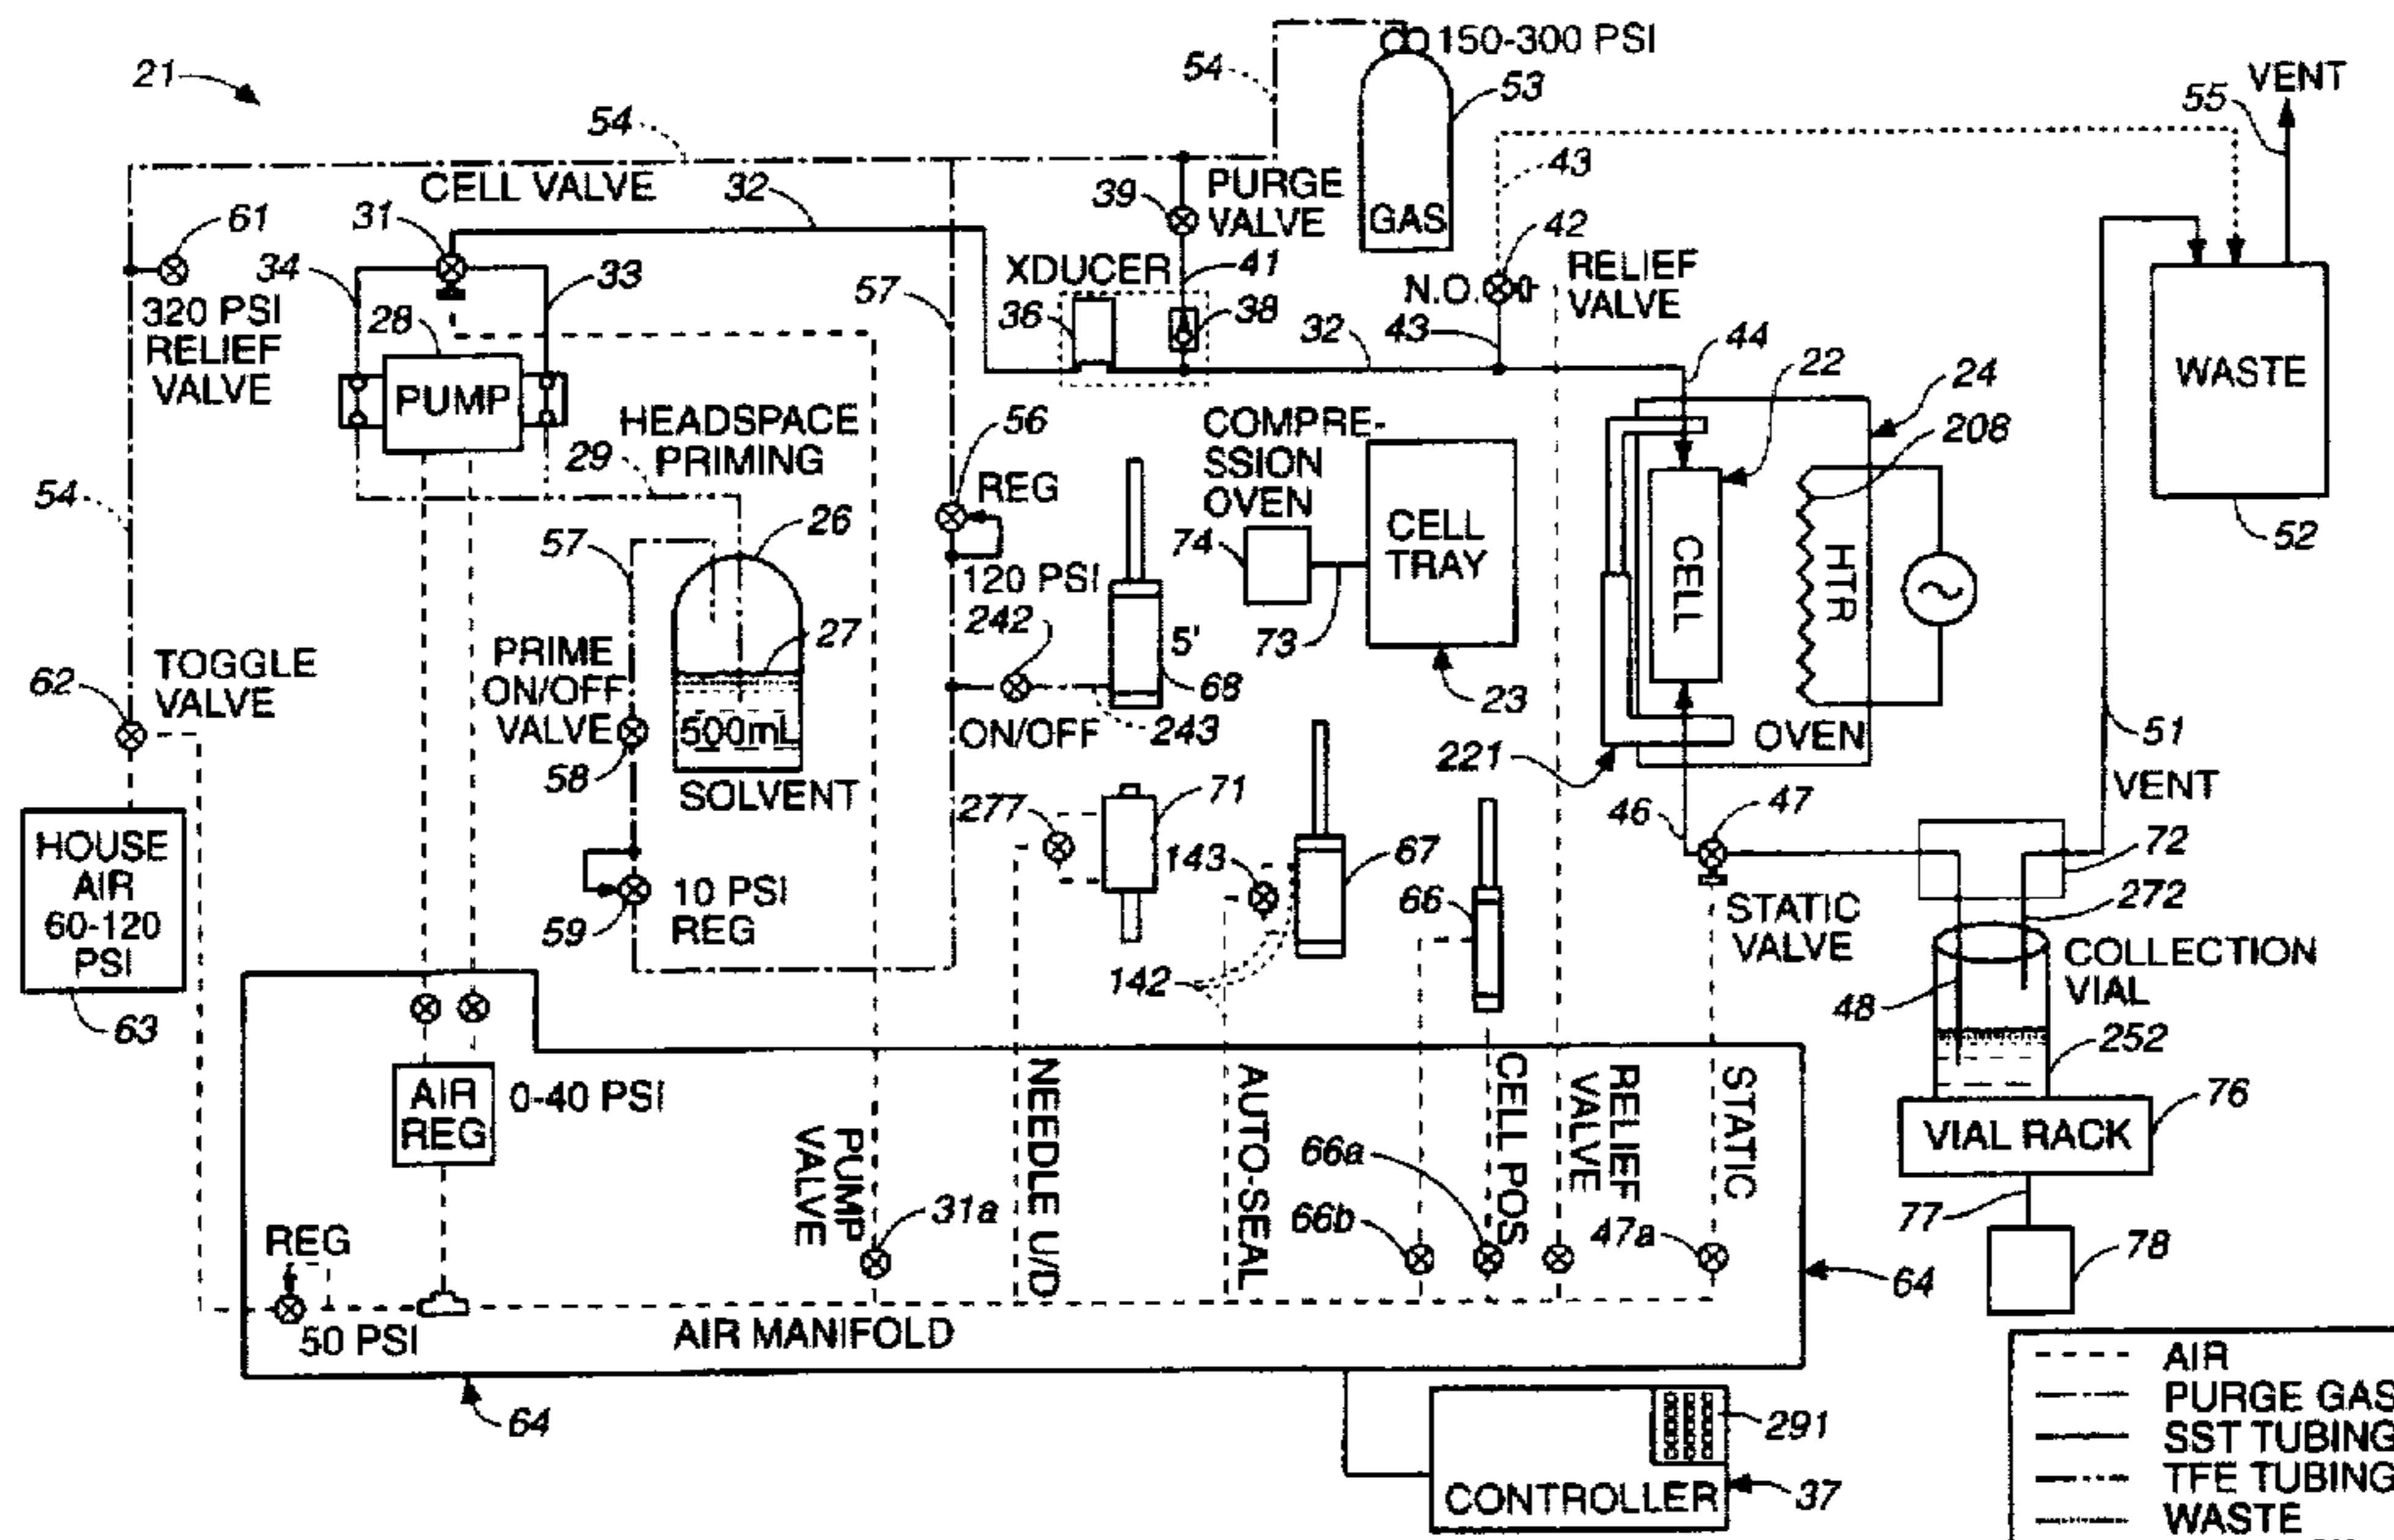 21
54
150-300 PSI
53
GAS
VENT
55
54
CELL VALVE
32
39
PURGE
VALVE
43
42
61
31
34
33
320 PSI
RELIEF
VALVE
28
PUMP
XDUCER
41
36
38
57
N.O.
RELIEF
VALVE
43
32
44
22
24
208
WASTE
52
HEADSPACE
PRIMING
29
54
56
REG
120 PSI
COMPRE-
SSION
OVEN
74
CELL
TRAY
73
23
CELL
HTR
OVEN
221
26
57
27
500mL
SOLVENT
PRIME
ON/OFF
VALVE
58
242
5'
68
ON/OFF
243
62
TOGGLE
VALVE
51
VENT
46
47
72
272
STATIC
VALVE
COLLECTION
VIAL
48
252
277
71
143
67
66
142
59
10 PSI
REG
HOUSE
AIR
60-120
PSI
63
AIR
REG
0-40 PSI
PUMP
VALVE
31a
NEEDLE U/D
AUTO-SEAL
66a
66b
CELL POS
RELIEF
VALVE
STATIC
47a
64
VIAL RACK
76
77
78
REG
50 PSI
AIR MANIFOLD
64
291
CONTROLLER
37
AIR
PURGE GAS
SST TUBING
TFE TUBING
WASTE